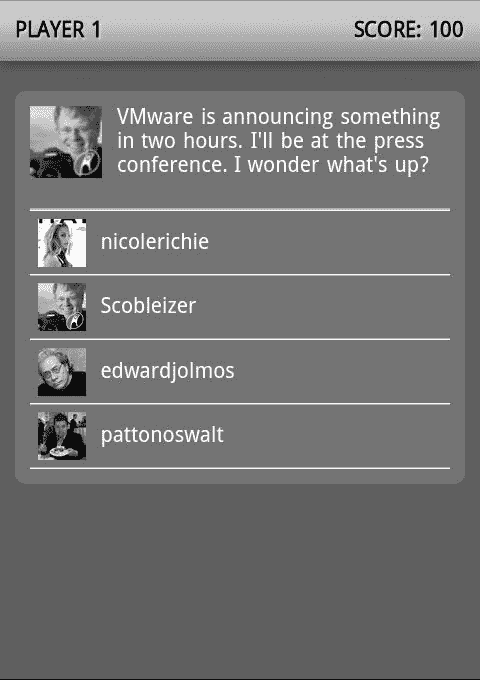 PLAYER 1
SCORE: 100
VMware is announcing something
in two hours. I'll be at the press
conference. I wonder what's up?
nicolerichie
Scobleizer
edwardjolmos
pattonoswalt